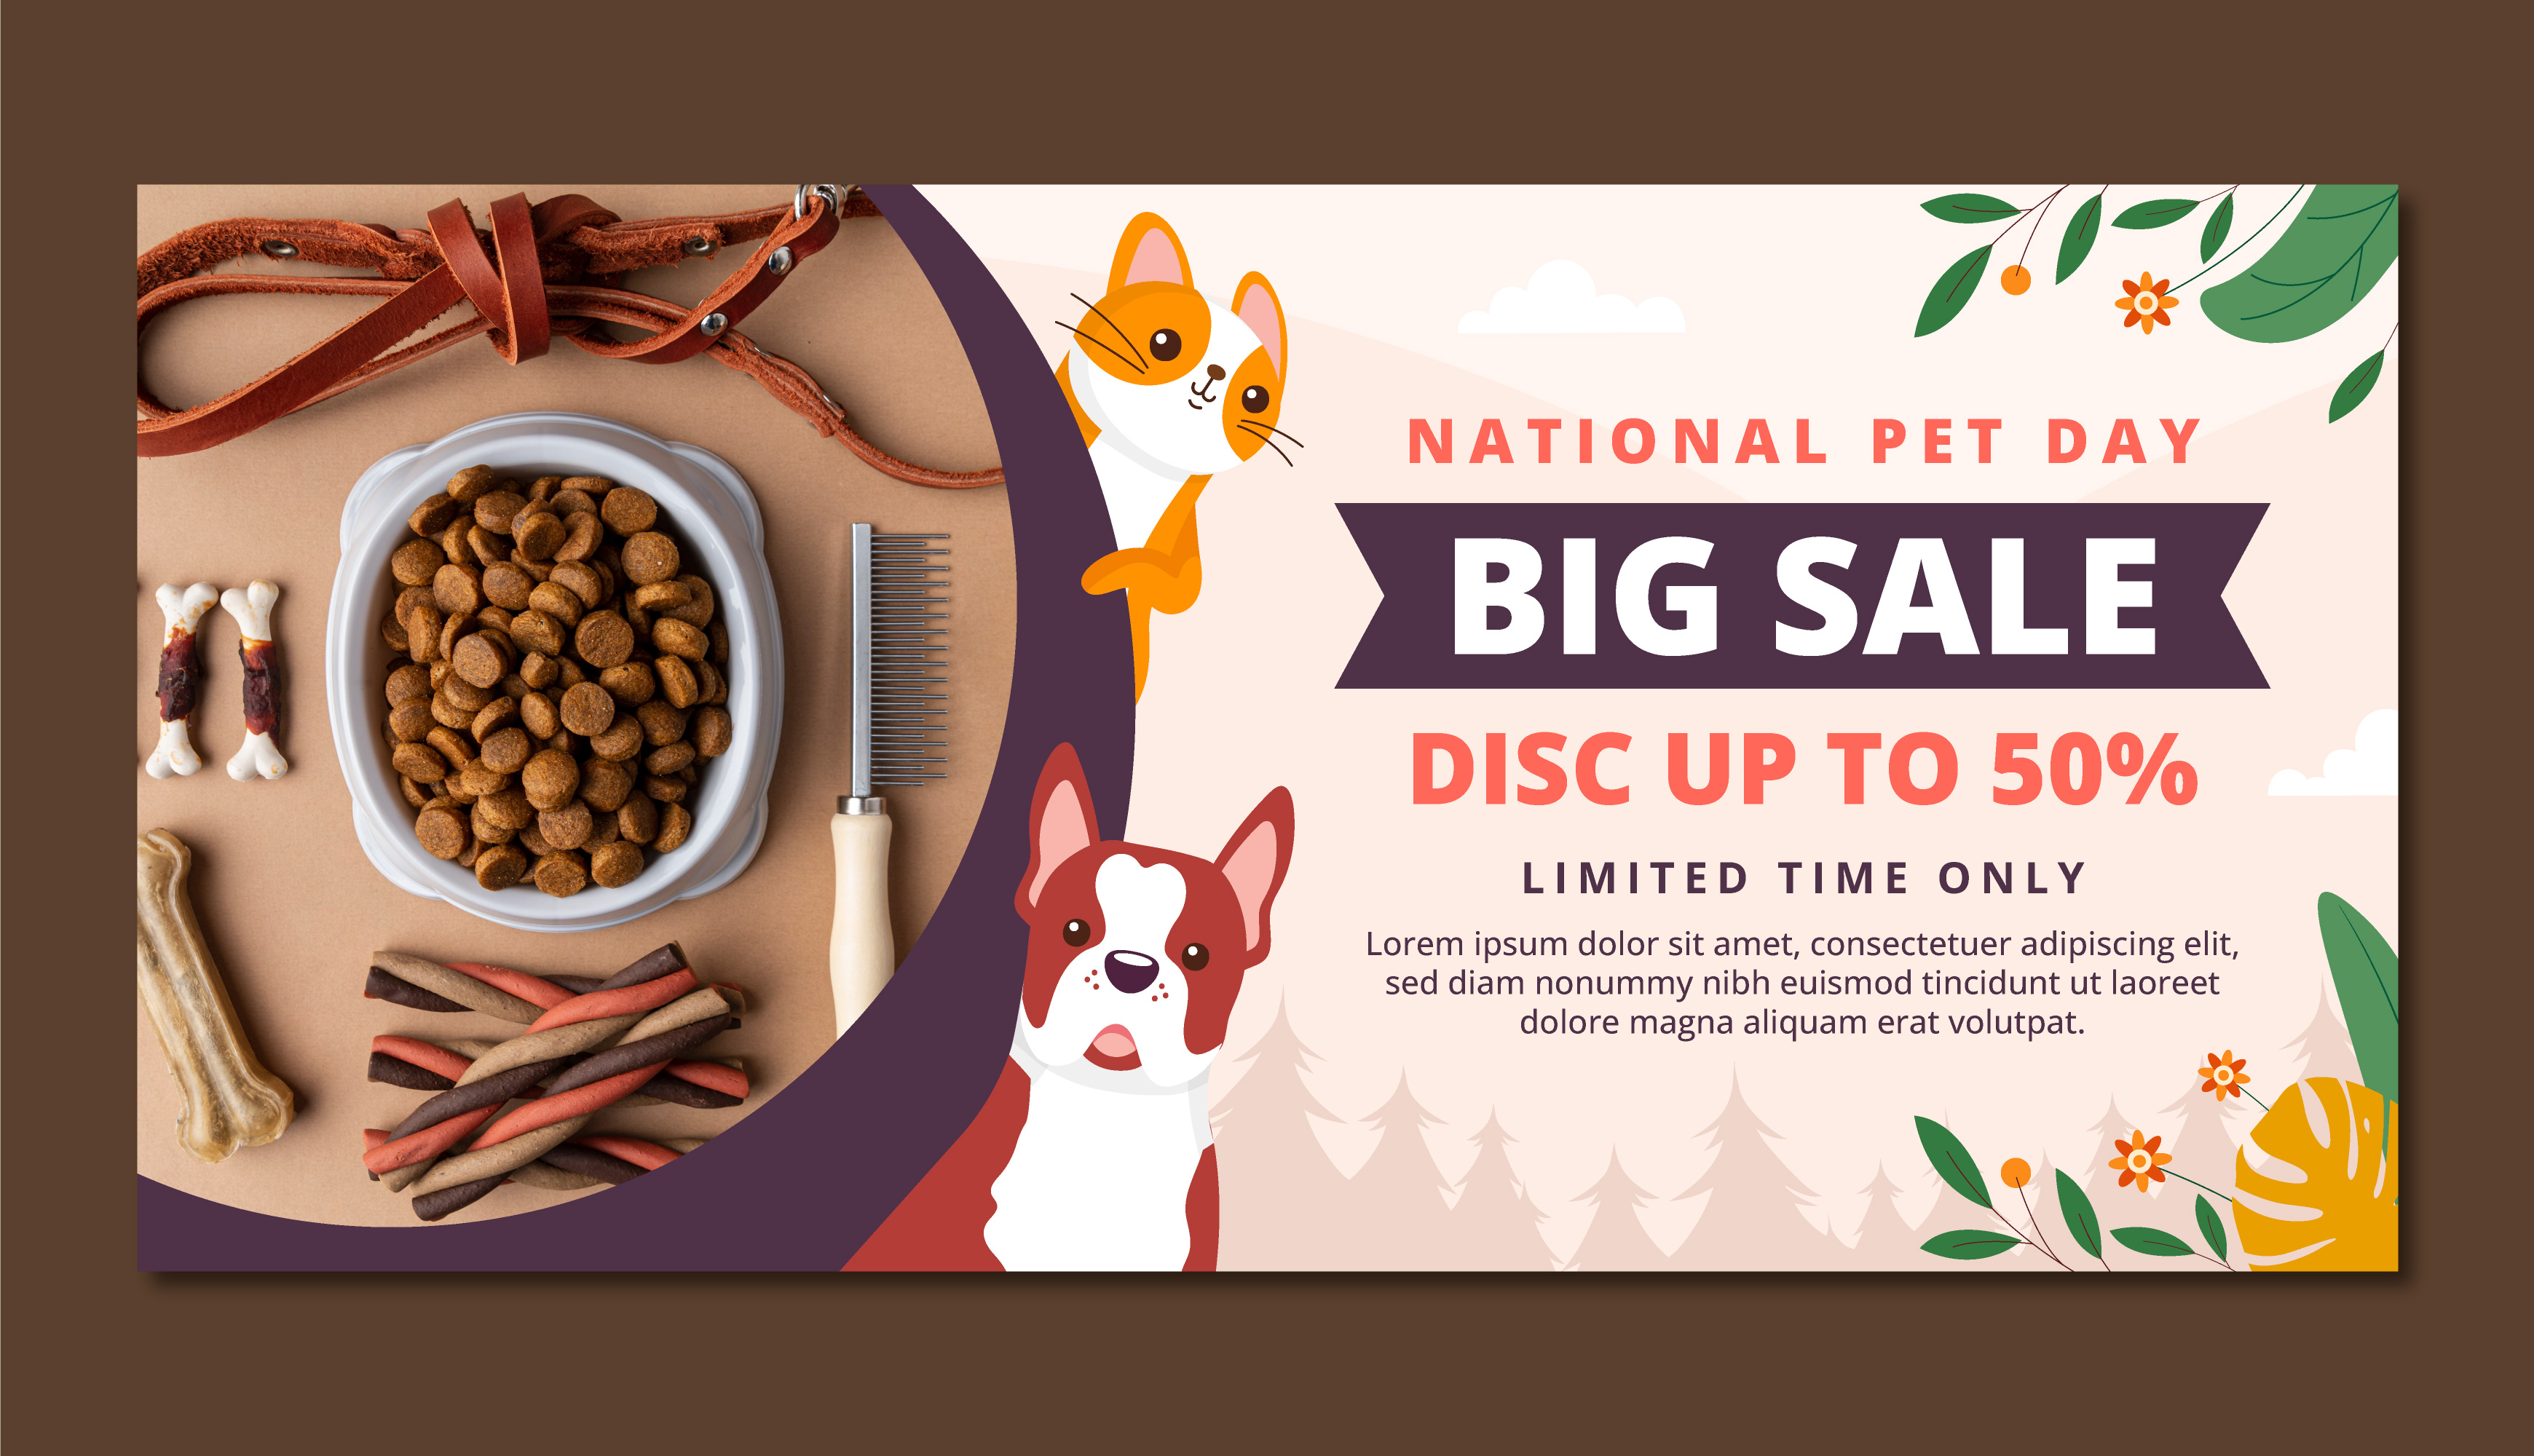 NATIONAL PET DAY
BIG SALE
DISC UP TO 50%
LIMITED TIME ONLY
Lorem ipsum dolor sit amet, consectetuer adipiscing elit,
sed diam nonummy nibh euismod tincidunt ut laoreet
dolore magna aliquam erat volutpat.